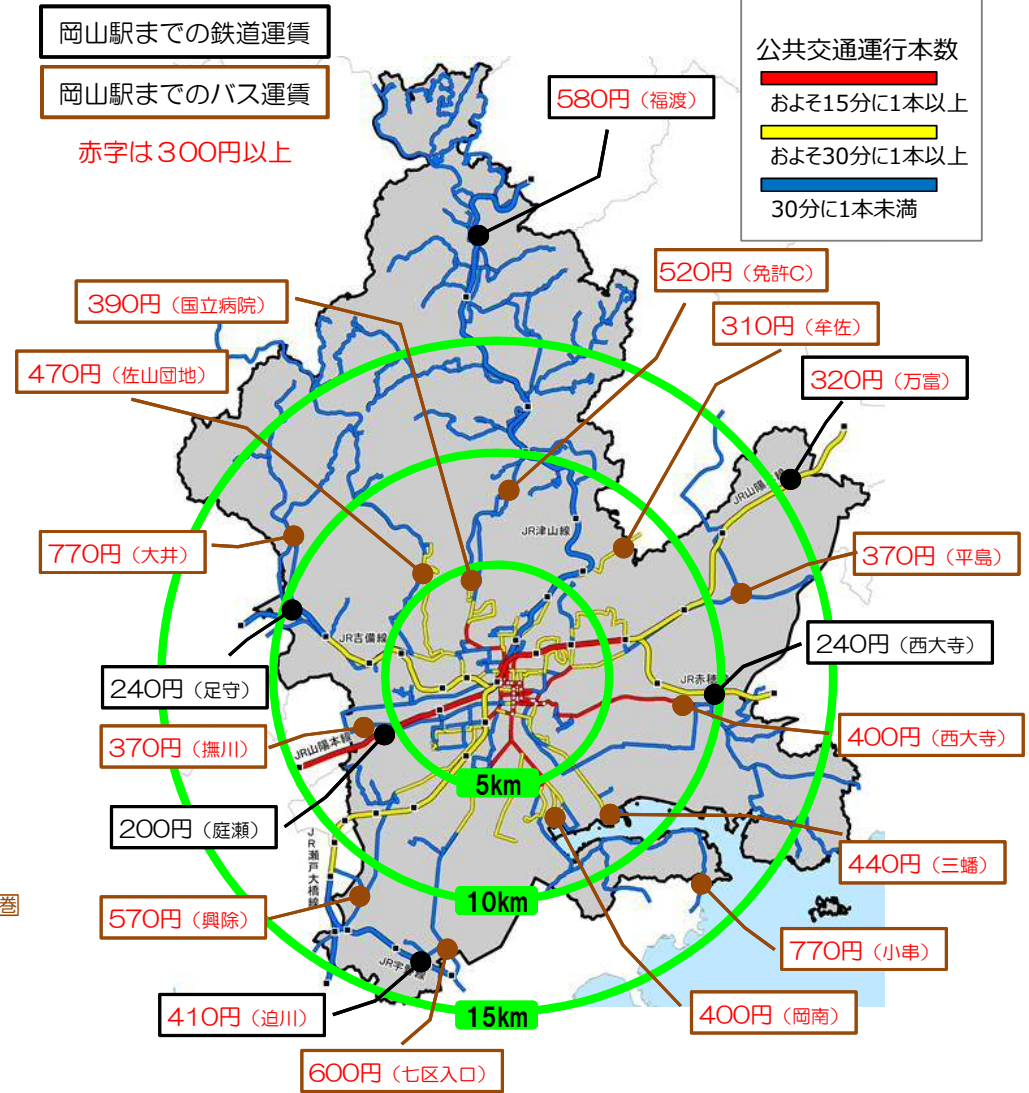 岡山駅までの鉄道運賃
岡山駅までのバス運賃
赤字は300円以上
公共交通運行本数
およそ15分に1本以上
およそ30分に1本以上
30分に1本未満
580円（福渡）
520円（免許C）
390円（国立病院）
310円（牟佐）
470円（佐山団地）
320円（万富）
JR山陽
線
JR津山線
770円（大井）
370円（平島）
JR吉備線
240円（西大寺）
240円（足守）
JR赤穂
370円（撫川）
JR山陽本線
400円（西大寺）
5km
200円（庭瀬）
JR瀬戸大橋線
440円（三蟠）
巻
10km
570円（興除）
770円（小串）
JR宇
線
410円（迫川）
15km
400円（岡南）
600円（七区入口）